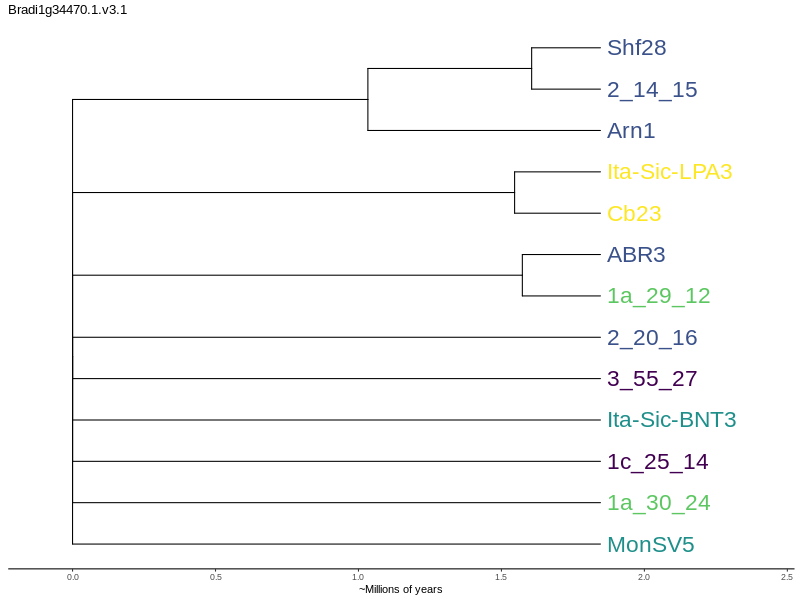 Bradi1g34470.1.v3.1
Shf28
2_14_15
Arn1
Ita-Sic-LPA3
Cb23
ABR3
1a_29_12
2_20_16
3_55_27
Ita-Sic-BNT3
1c_25_14
1a_30_24
MonSV5
0.0 0.5 1.0 1.5 2.0 2.5
~Millions of years